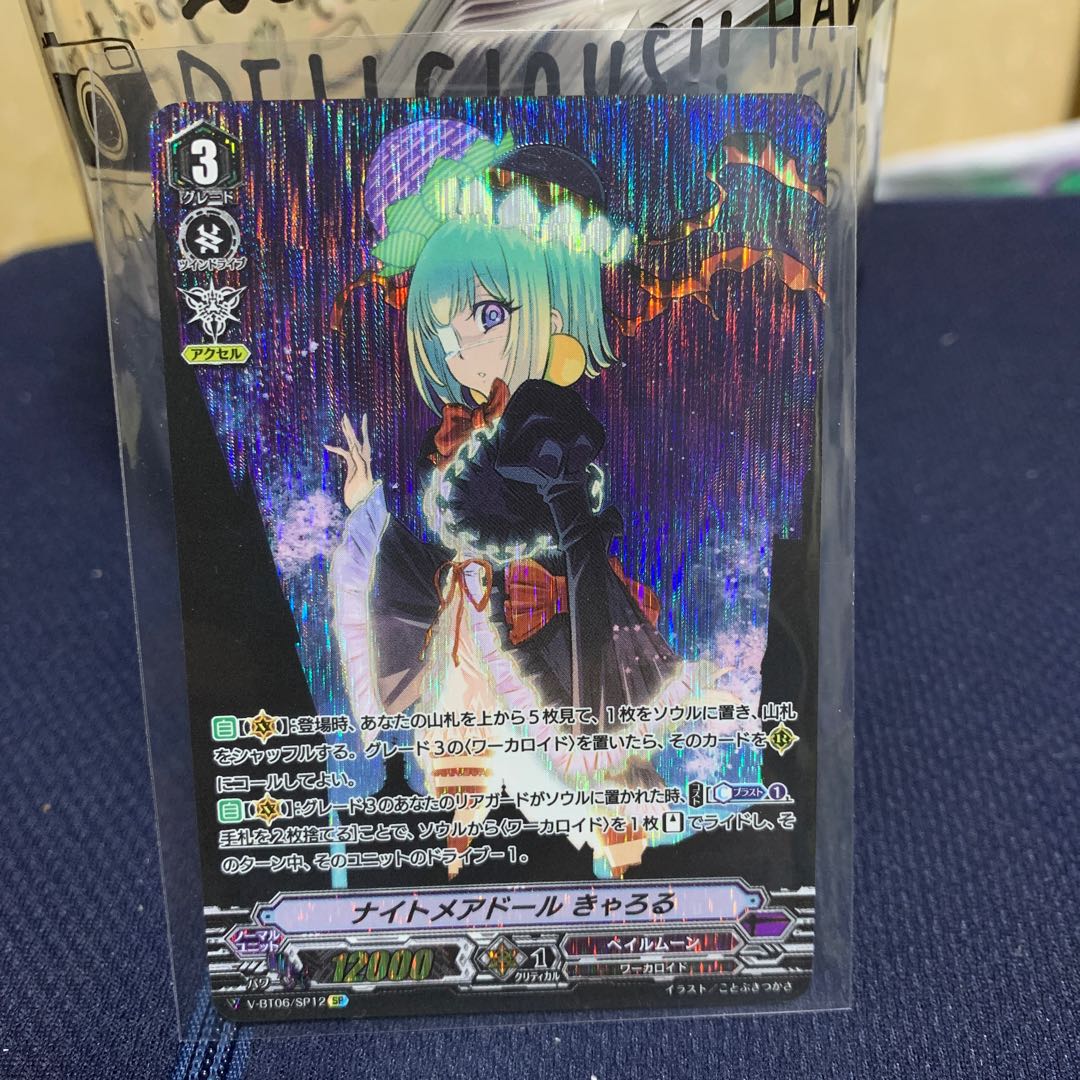 DELICIOUS!!
HAV
FUN
3
グレード
ツインドライブ
アクセル
自【V】:登場時、あなたの山札を上から5枚見て、1枚をソウルに置き、山札
をシャッフルする。グレード3の〈ワーカロイド〉を置いたら、そのカードをR
にコールしてよい。
自【V】:グレード3のあなたのリアガードがソウルに置かれた時、コスト[ブラスト①,
手札を2枚捨てる]ことで、ソウルから〈ワーカロイド〉を1枚でライドし、そ
のターン中、そのユニットのドライブ-1。
ナイトメアドール きゃろる
ノーマル
ユニット
パワー 12000
1
クリティカル
ペイルムーン
ワーカロイド
V-BT06/SP12 SP
イラスト/ことぶきつかさ